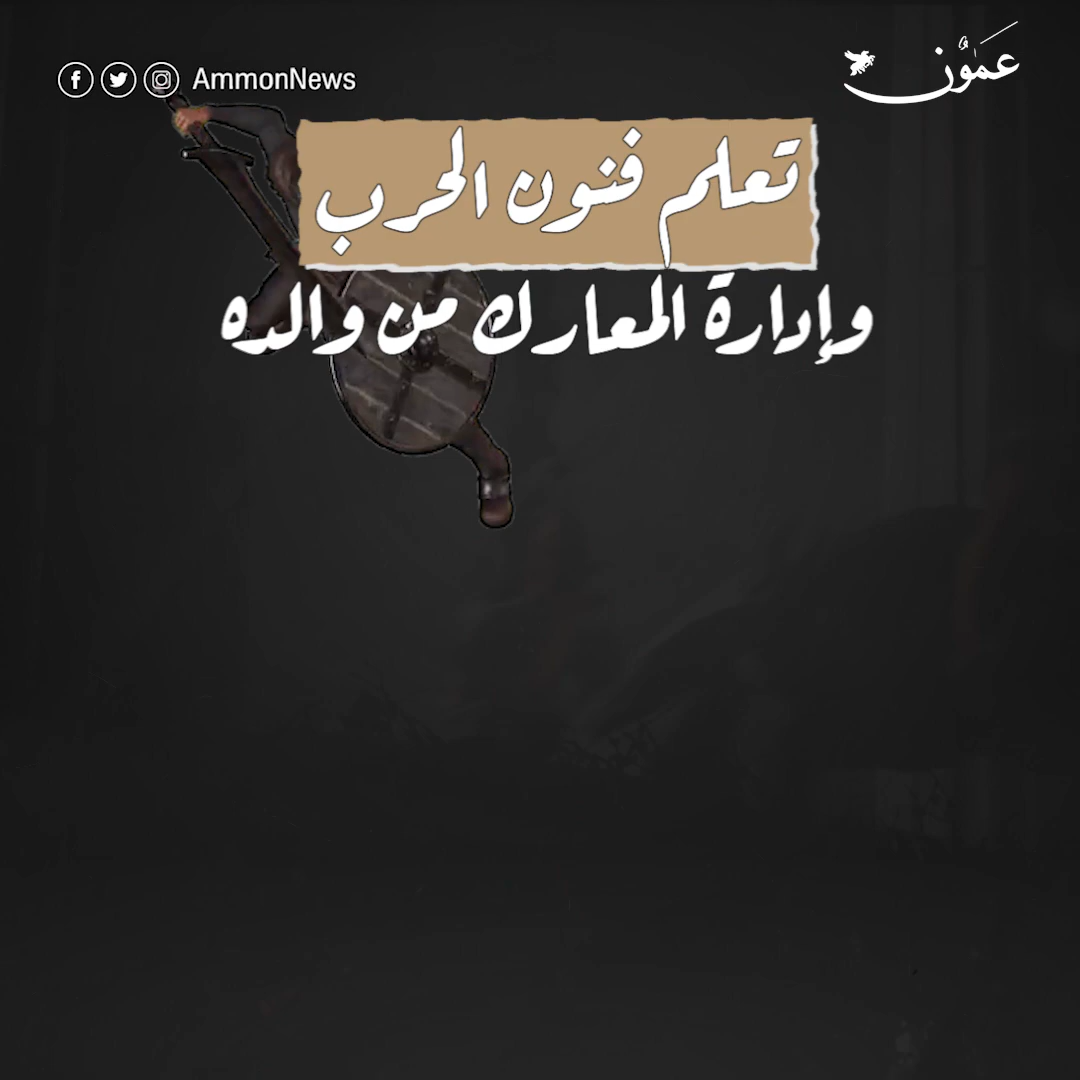 AmmonNews
عمون
تعلم فنون الحرب
وإدارة المعارك من والده